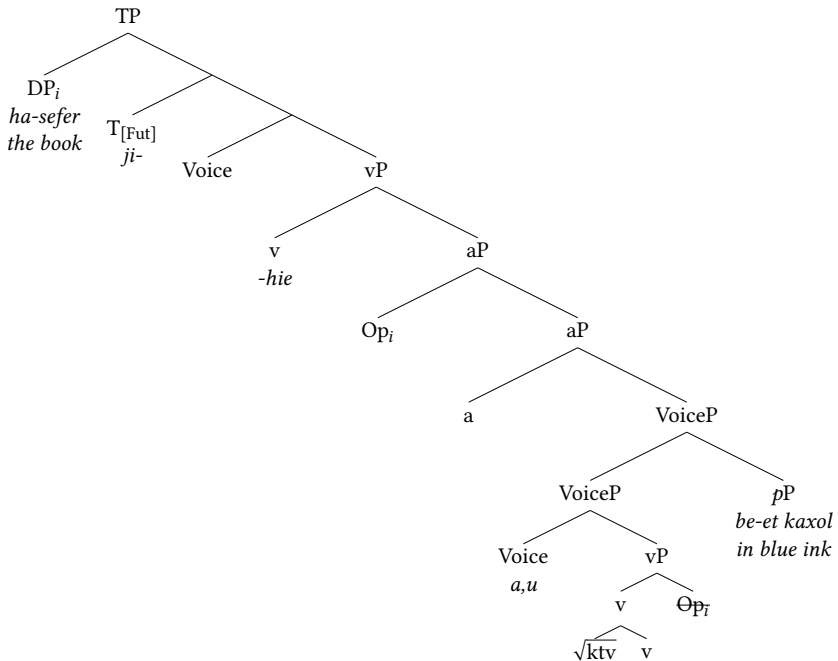 TP
DPᵢ
ha-sefer
the book
T[Fut]
ji-
Voice
vP
v
-hie
aP
Opᵢ
aP
a
VoiceP
VoiceP
pP
be-et kaxol
in blue ink
Voice
a,u
vP
v
Opᵢ
√ktv
v